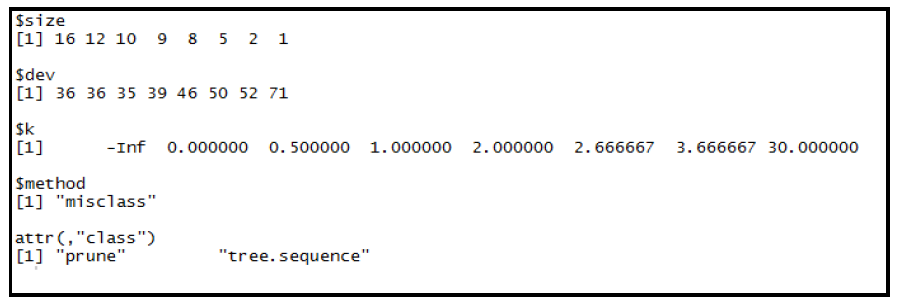 $size
[1] 16 12 10  9  8  5  2  1
$dev
[1] 36 36 35 39 46 50 52 71
$k
[1]      -Inf  0.000000  0.500000  1.000000  2.000000  2.666667  3.666667 30.000000
$method
[1] "misclass"
attr(,"class")
[1] "prune"         "tree.sequence"